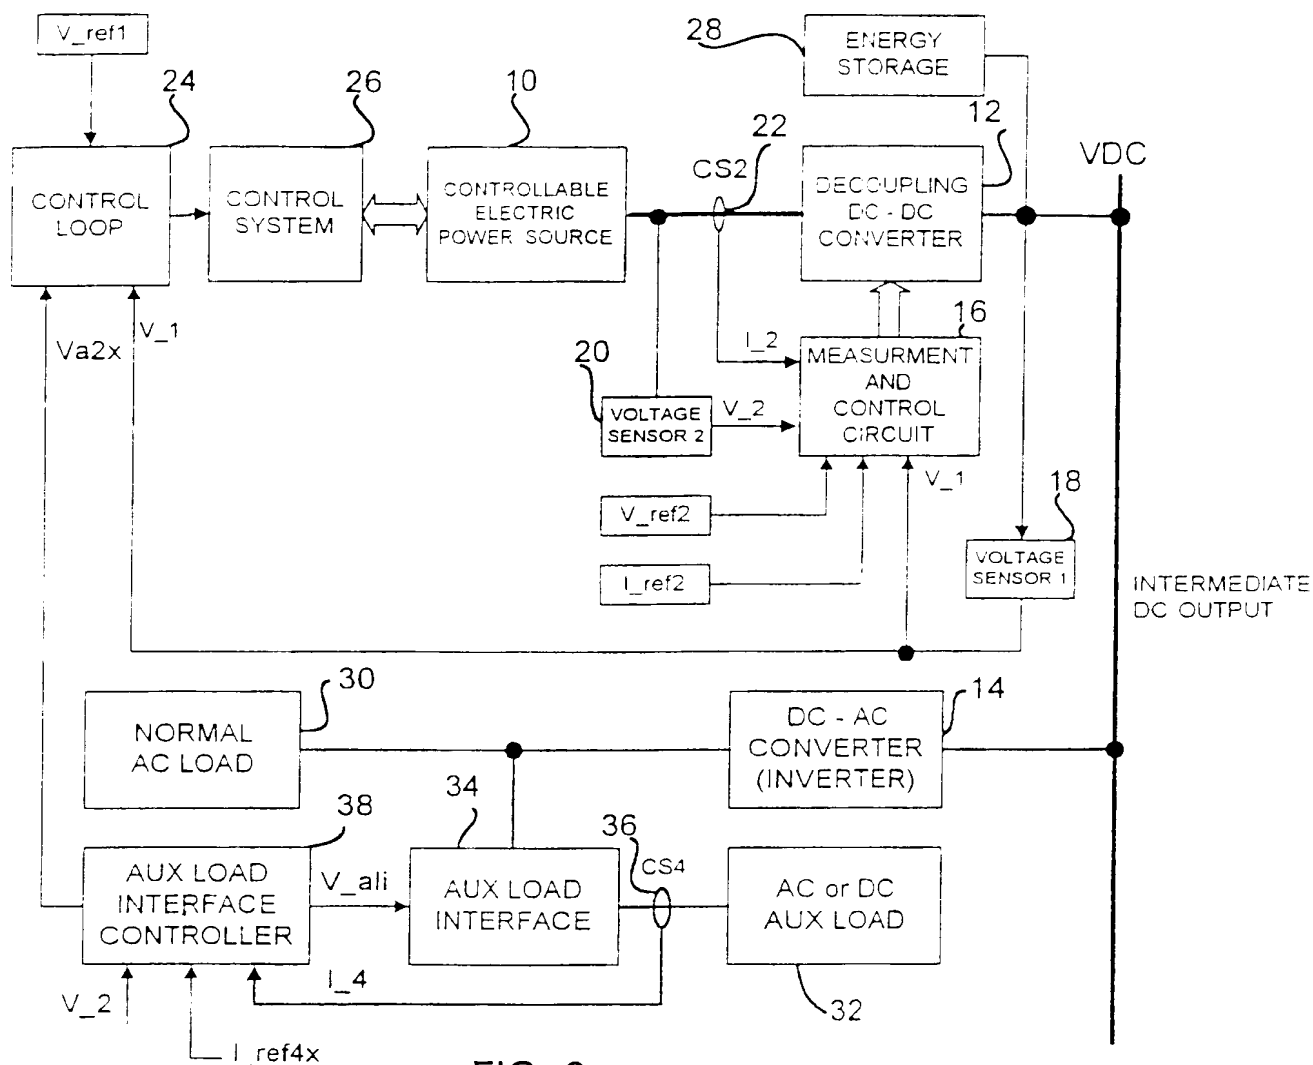 V_ref1
24
26
10
28
ENERGY
STORAGE
22
12
CS2
VDC
CONTROL
LOOP
CONTROL
SYSTEM
CONTROLLABLE
ELECTRIC
POWER SOURCE
DECOUPLING
DC - DC
CONVERTER
Va2x
V_1
20
I_2
16
MEASURMENT
AND
CONTROL
CIRCUIT
VOLTAGE
SENSOR 2
V_2
V_1
V_ref2
I_ref2
18
VOLTAGE
SENSOR 1
INTERMEDIATE
DC OUTPUT
30
NORMAL
AC LOAD
14
DC - AC
CONVERTER
(INVERTER)
38
34
36
CS4
AUX LOAD
INTERFACE
CONTROLLER
V_ali
AUX LOAD
INTERFACE
AC or DC
AUX LOAD
32
V_2
I_4
I_ref4x